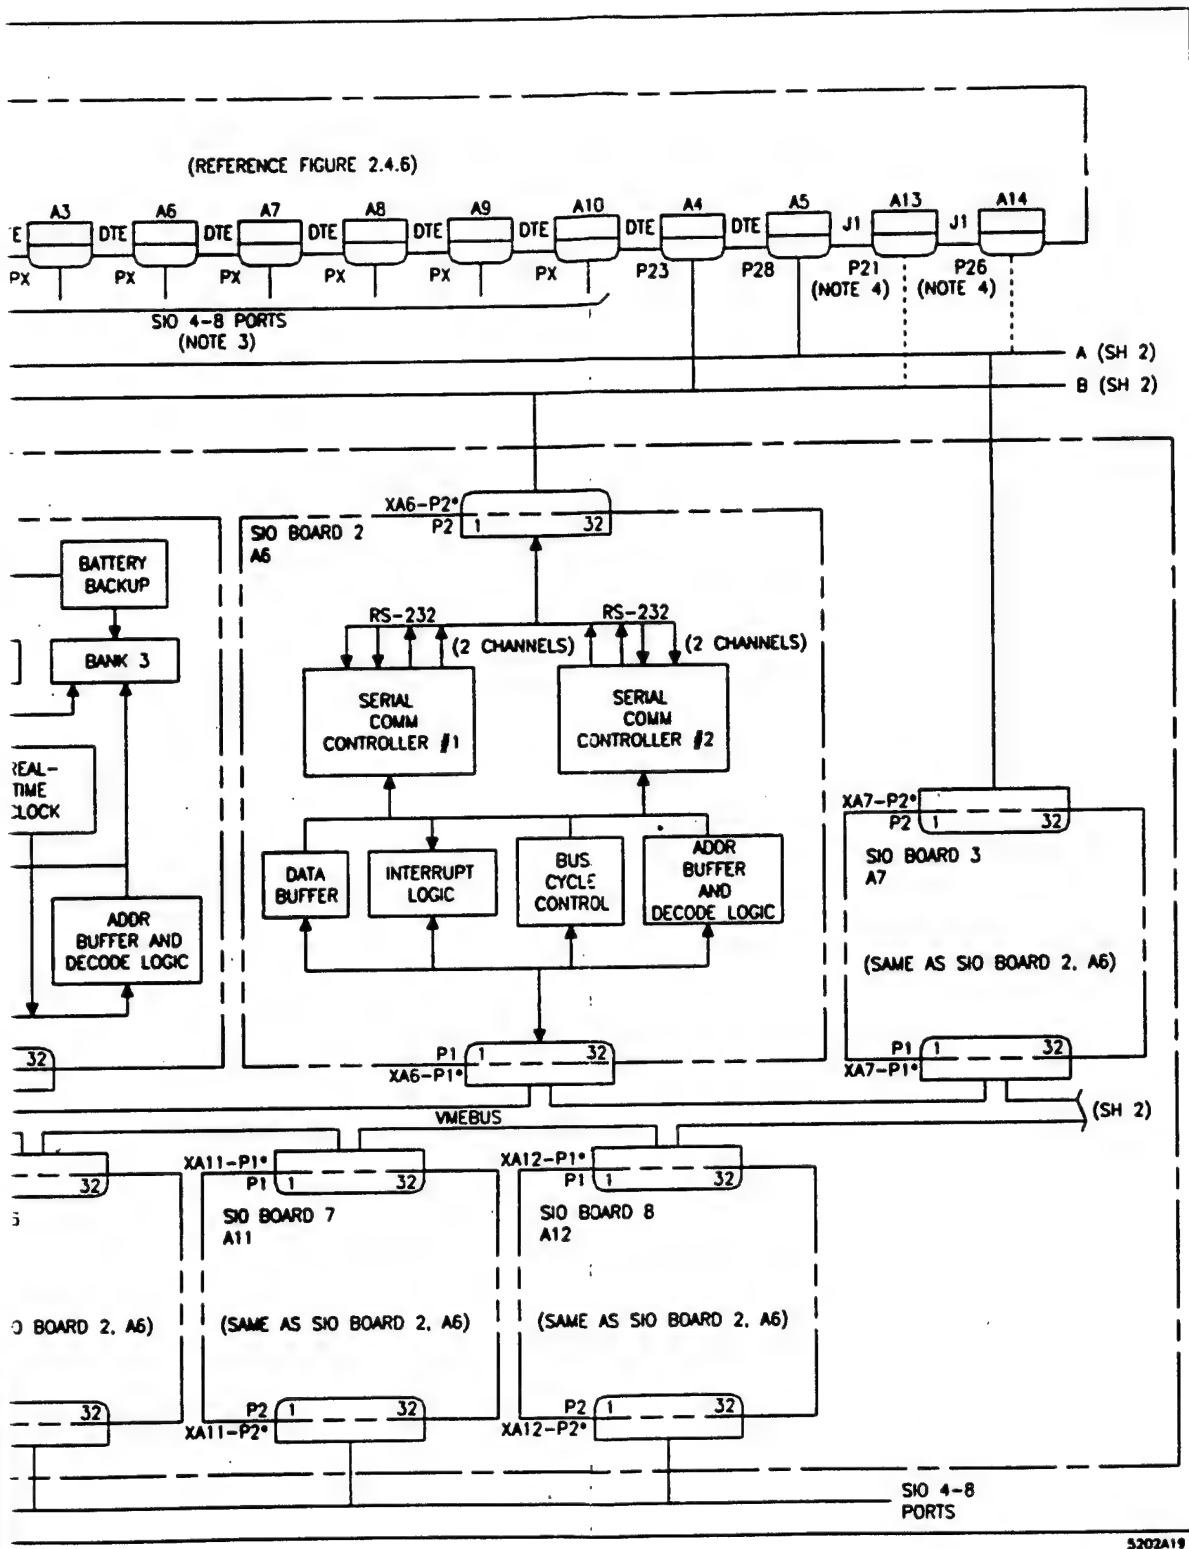 (REFERENCE FIGURE 2.4.6)
A3 A6 A7 A8 A9 A10 A4 A5 A13 A14
E DTE DTE DTE DTE DTE DTE DTE J1 J1
PX PX PX PX PX PX P23 P28 P21 P26
(NOTE 4) (NOTE 4)
SIO 4-8 PORTS
(NOTE 3)
A (SH 2)
B (SH 2)
XA6-P2*
P2 1 32
SIO BOARD 2
A6
BATTERY
BACKUP
BANK 3
RS-232 RS-232
(2 CHANNELS) (2 CHANNELS)
SERIAL
COMM
CONTROLLER #1
SERIAL
COMM
CONTROLLER #2
REAL-
TIME
CLOCK
DATA
BUFFER
INTERRUPT
LOGIC
BUS
CYCLE
CONTROL
ADDR
BUFFER
AND
DECODE LOGIC
ADDR
BUFFER AND
DECODE LOGIC
XA7-P2*
P2 1 32
SIO BOARD 3
A7
(SAME AS SIO BOARD 2, A6)
P1 1 32
XA7-P1*
32
P1 1 32
XA6-P1*
VMEBUS
(SH 2)
32
XA11-P1*
P1 1 32
XA12-P1*
P1 1 32
SIO BOARD 7
A11
SIO BOARD 8
A12
O BOARD 2, A6)
(SAME AS SIO BOARD 2, A6)
(SAME AS SIO BOARD 2, A6)
32
P2 1 32
XA11-P2*
P2 1 32
XA12-P2*
SIO 4-8
PORTS
5202A19